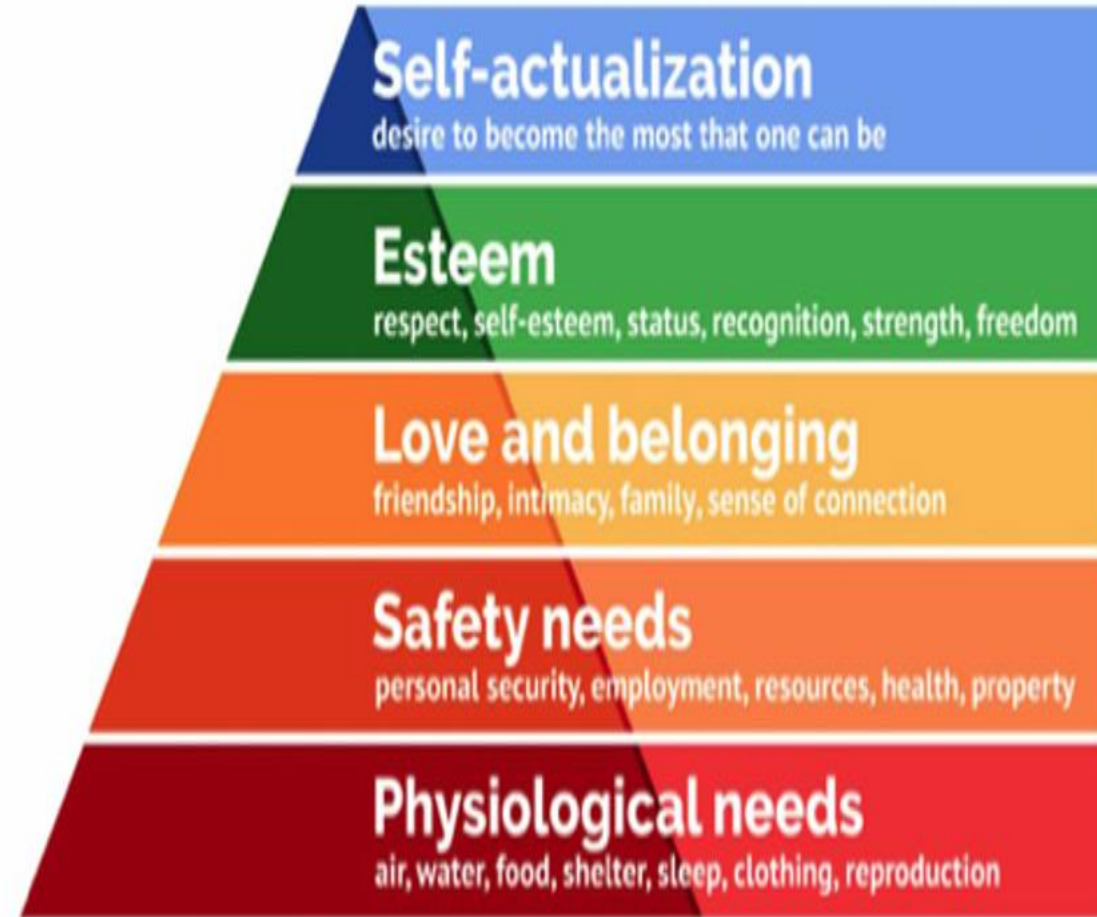 Self-actualization
desire to become the most that one can be
Esteem
respect, self-esteem, status, recognition, strength, freedom
Love and belonging
friendship, intimacy, family, sense of connection
Safety needs
personal security, employment, resources, health, property
Physiological needs
air, water, food, shelter, sleep, clothing, reproduction